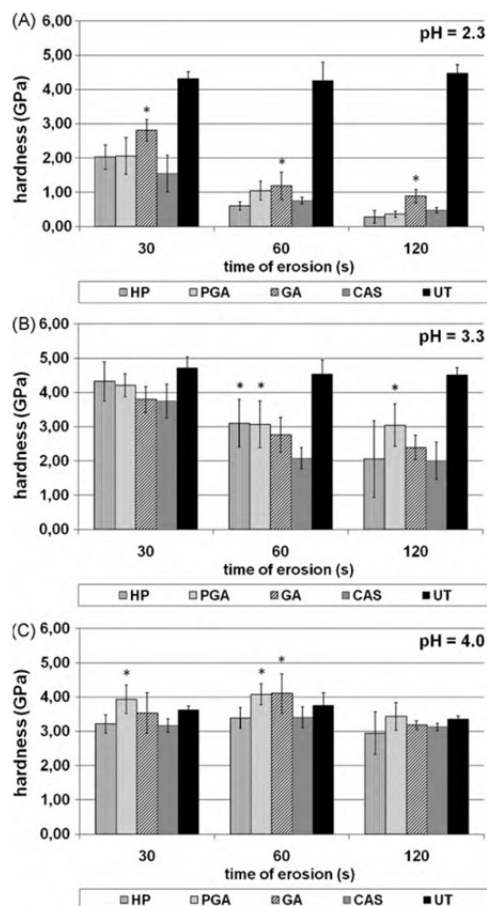 (A)
pH = 2.3
hardness (GPa)
6,00
5,00
4,00
3,00
2,00
1,00
0,00
*
*
*
30 60 120
time of erosion (s)
HP PGA GA CAS UT
(B)
pH = 3.3
hardness (GPa)
6,00
5,00
4,00
3,00
2,00
1,00
0,00
* *
*
30 60 120
time of erosion (s)
HP PGA GA CAS UT
(C)
pH = 4.0
hardness (GPa)
6,00
5,00
4,00
3,00
2,00
1,00
0,00
*
* *
30 60 120
time of erosion (s)
HP PGA GA CAS UT